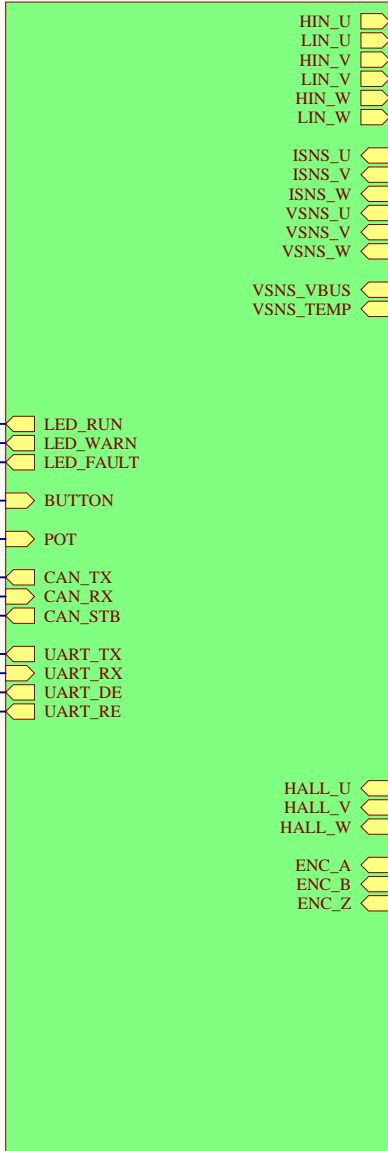 HIN_U
LIN_U
HIN_V
LIN_V
HIN_W
LIN_W
ISNS_U
ISNS_V
ISNS_W
VSNS_U
VSNS_V
VSNS_W
VSNS_VBUS
VSNS_TEMP
LED_RUN
LED_WARN
LED_FAULT
BUTTON
POT
CAN_TX
CAN_RX
CAN_STB
UART_TX
UART_RX
UART_DE
UART_RE
HALL_U
HALL_V
HALL_W
ENC_A
ENC_B
ENC_Z